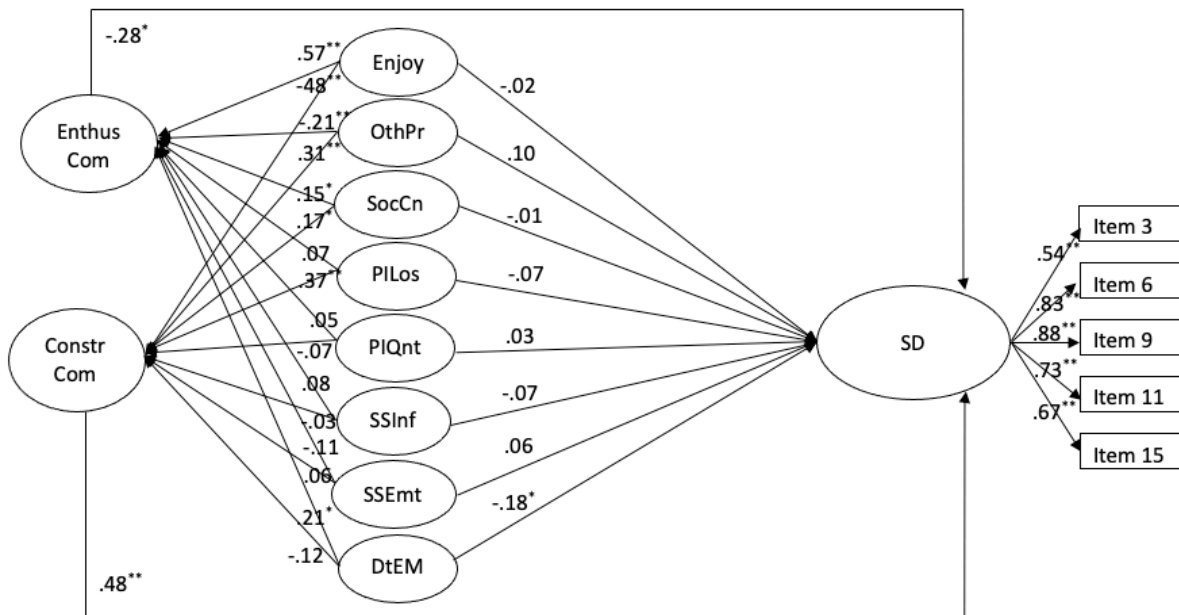 -.28*
.57**
Enjoy
-.48**
-.02
Enthus
Com
-.21**
OthPr
.31**
.10
.15*
SocCn
.17*
-.01
Item 3
.07
.54**
.37**
PlLos
-.07
Item 6
.83**
.05
.03
Constr
Com
-.07
PlQnt
SD
.88**
Item 9
.73**
.08
-.07
Item 11
-.03
SSInf
.67**
-.11
.06
Item 15
.06
SSEmt
-.18*
.21*
-.12
DtEM
.48**